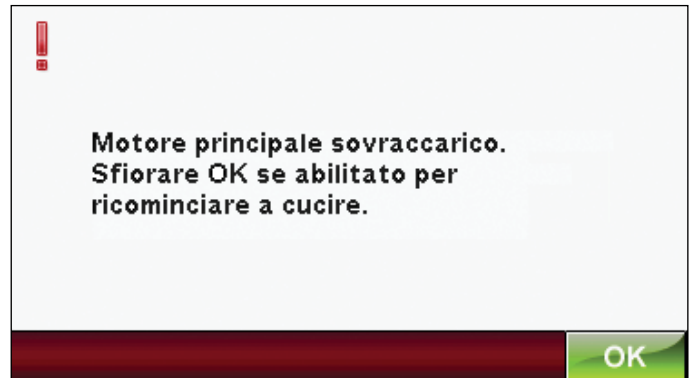 Motore principale sovraccarico.
Sfiorare OK se abilitato per
ricominciare a cucire.
OK